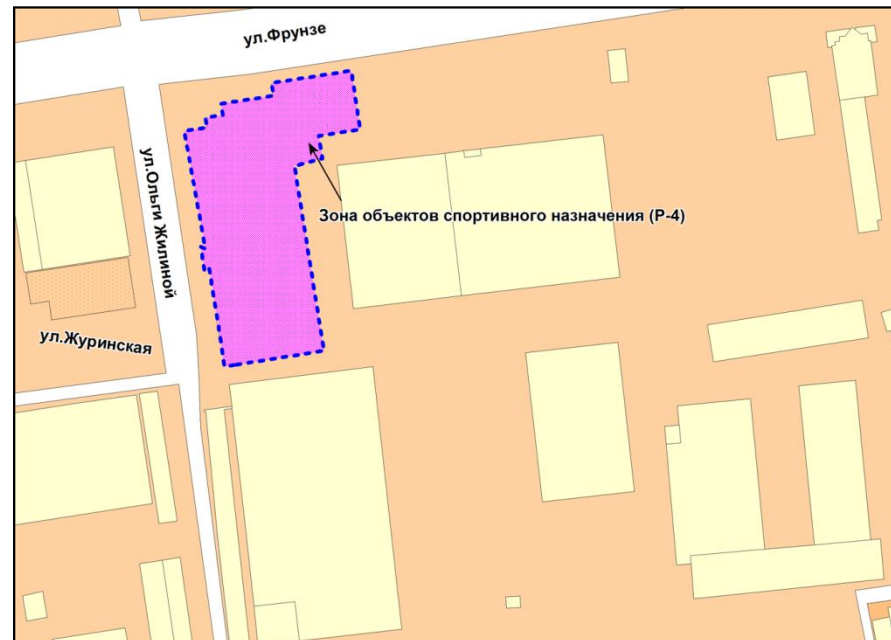 ул.Фрунзе
ул.Ольги Жилиной
Зона объектов спортивного назначения (Р-4)
ул.Журинская